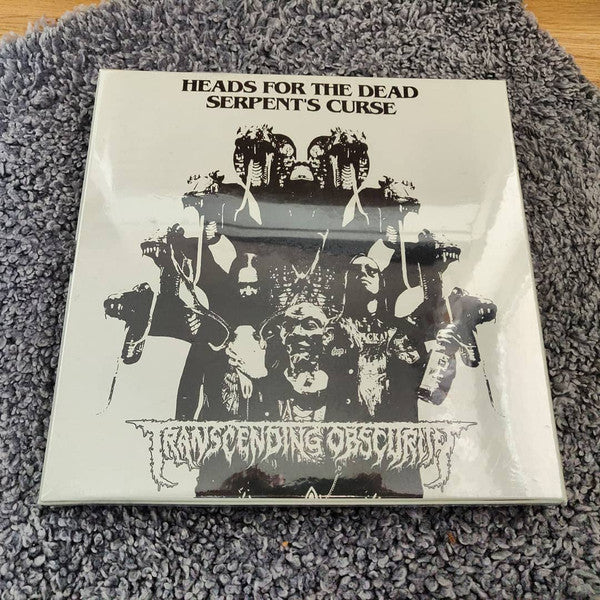 HEADS FOR THE DEAD
SERPENT'S CURSE
TRANSCENDING OBSCURITY